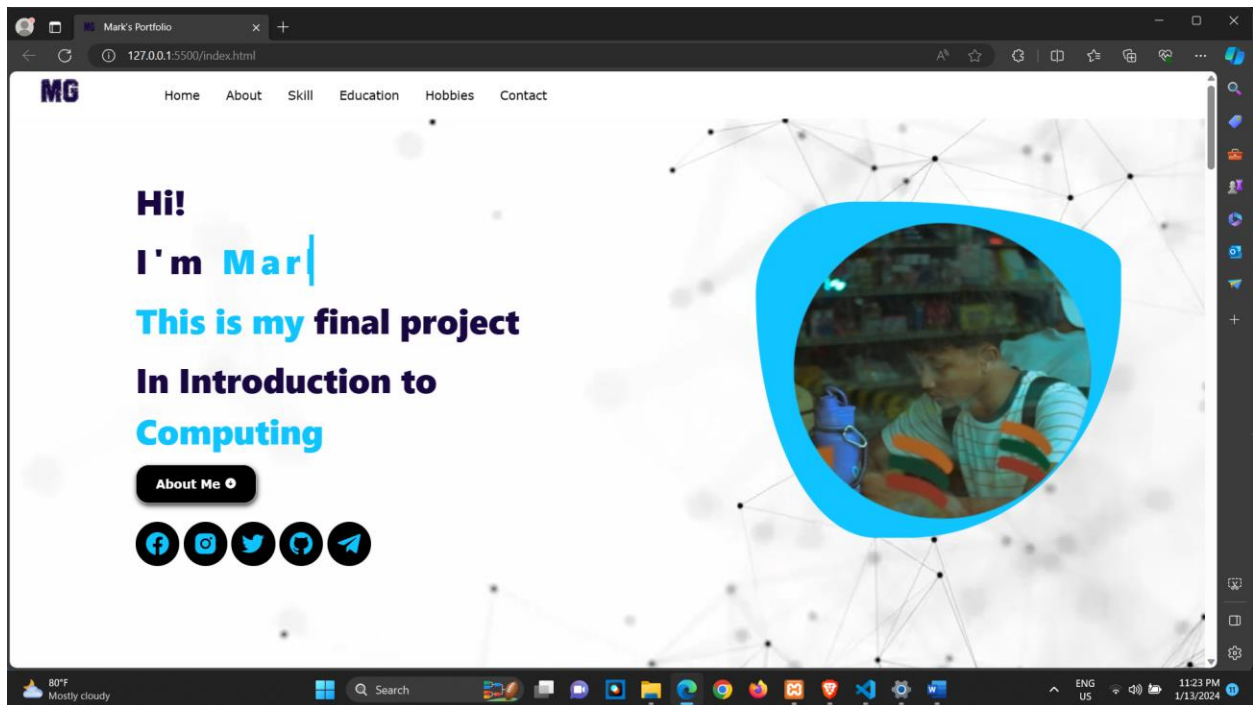 Mark's Portfolio
127.0.0.1:5500/index.html
MG
Home About Skill Education Hobbies Contact
Hi!
I'm Mar
This is my final project
In Introduction to
Computing
About Me
80°F
Mostly cloudy
Search
ENG
US
11:23 PM
1/13/2024
11